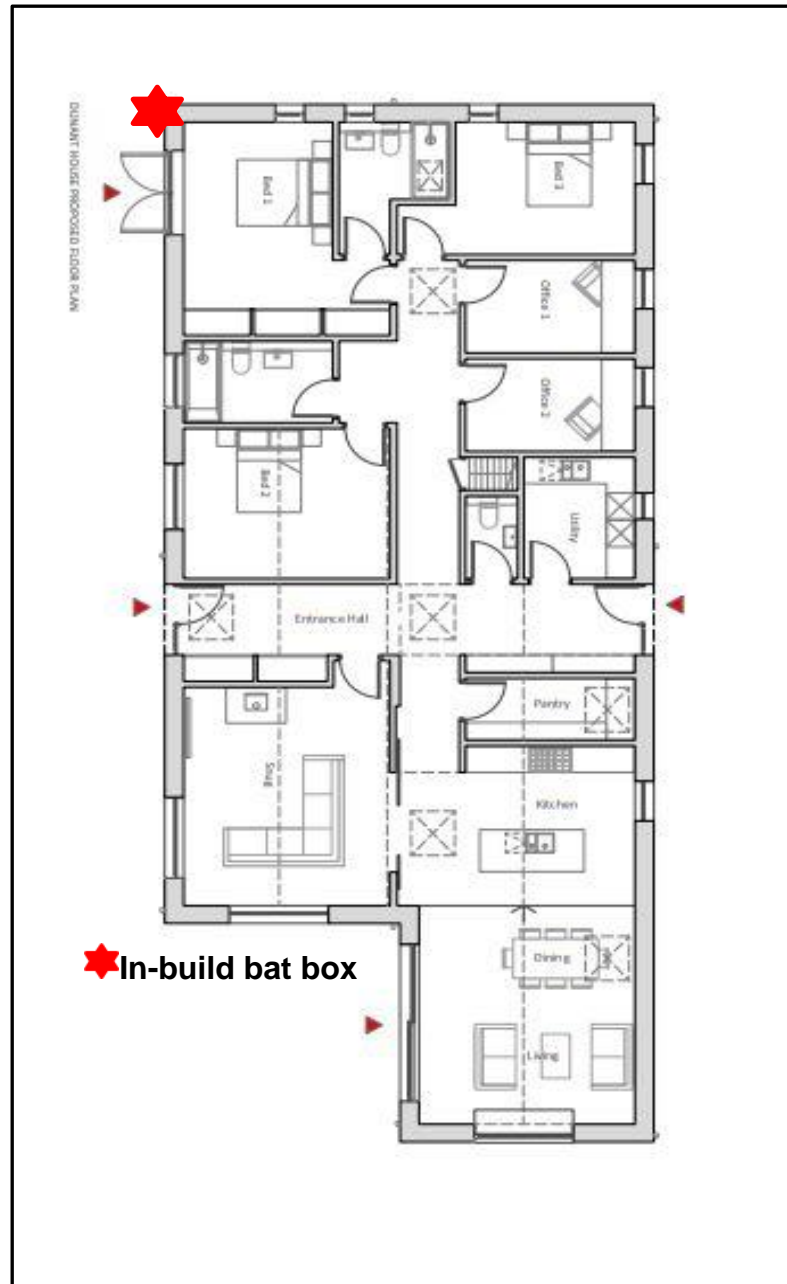 DUNANT HOUSE PROPOSED FLOOR PLAN
Bed 1
Bed 3
Office 1
Office 2
Bed 2
Utility
Entrance Hall
Pantry
Snug
Kitchen
In-build bat box
Dining
Living